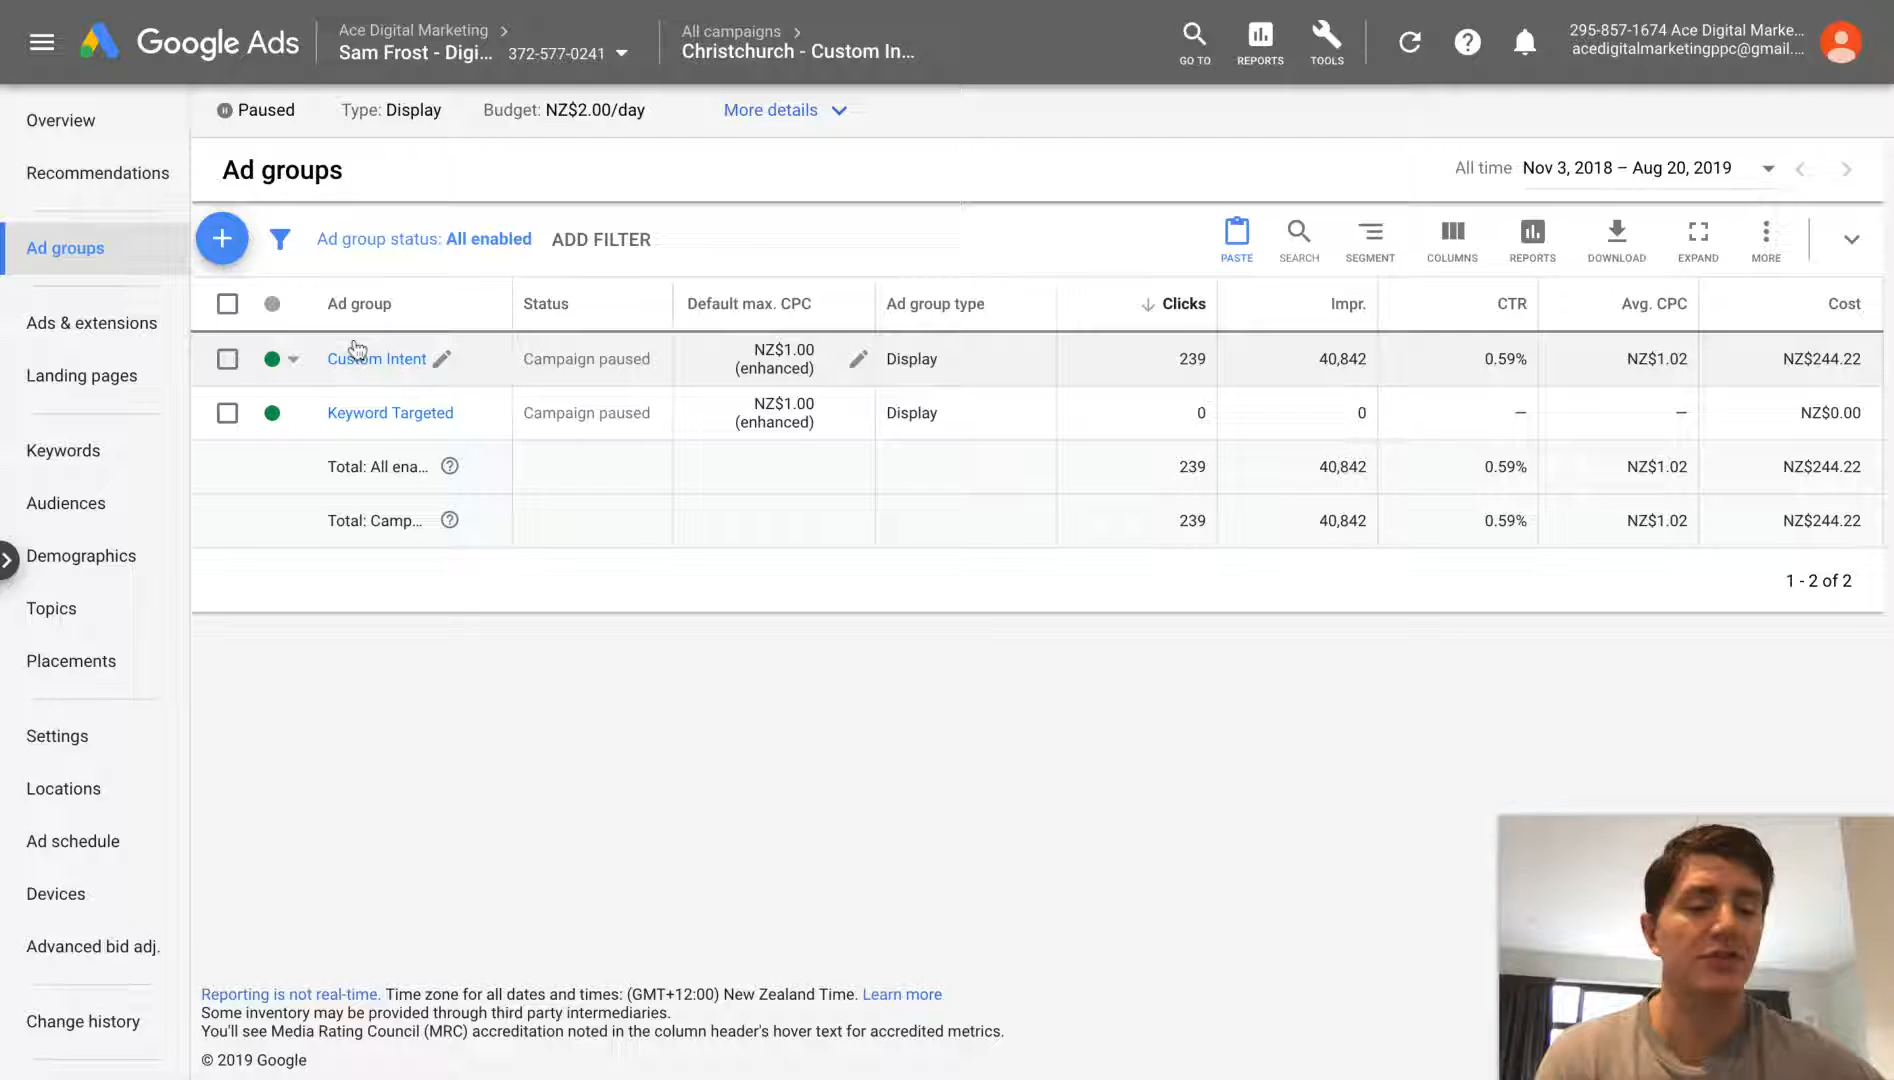 Google Ads
Ace Digital Marketing
Sam Frost - Digi... 372-577-0241
All campaigns
Christchurch - Custom In...
GO TO
REPORTS
TOOLS
295-857-1674 Ace Digital Marke...
acedigitalmarketingppc@gmail....
Paused Type: Display Budget: NZ$2.00/day More details
Overview
Recommendations
Ad groups
Ads & extensions
Landing pages
Keywords
Audiences
Demographics
Topics
Placements
Settings
Locations
Ad schedule
Devices
Advanced bid adj.
Change history
Ad groups
All time Nov 3, 2018 – Aug 20, 2019
Ad group status: All enabled ADD FILTER
PASTE SEARCH SEGMENT COLUMNS REPORTS DOWNLOAD EXPAND MORE
Ad group Status Default max. CPC Ad group type Clicks Impr. CTR Avg. CPC Cost
Custom Intent Campaign paused NZ$1.00 (enhanced) Display 239 40,842 0.59% NZ$1.02 NZ$244.22
Keyword Targeted Campaign paused NZ$1.00 (enhanced) Display 0 0 – – NZ$0.00
Total: All ena... 239 40,842 0.59% NZ$1.02 NZ$244.22
Total: Camp... 239 40,842 0.59% NZ$1.02 NZ$244.22
1 - 2 of 2
Reporting is not real-time. Time zone for all dates and times: (GMT+12:00) New Zealand Time. Learn more
Some inventory may be provided through third party intermediaries.
You'll see Media Rating Council (MRC) accreditation noted in the column header's hover text for accredited metrics.
© 2019 Google